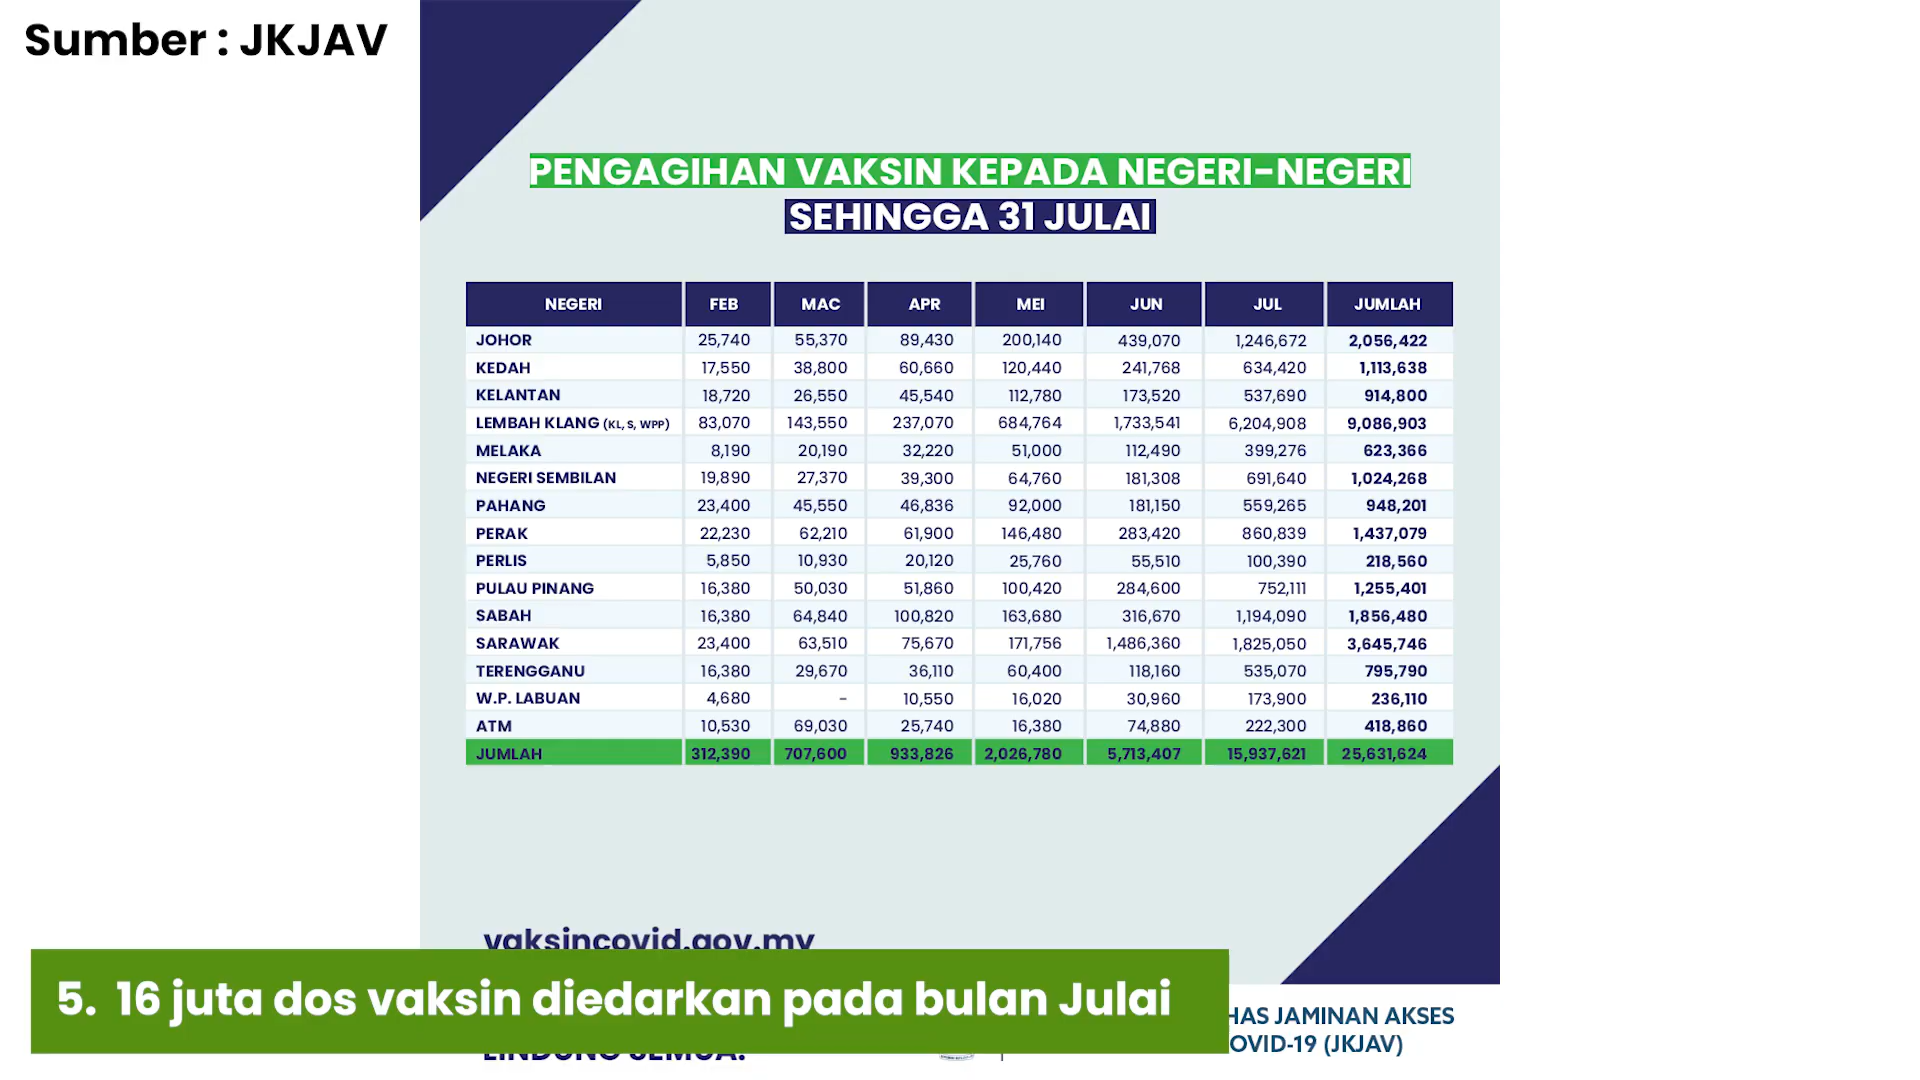 Sumber : JKJAV
PENGAGIHAN VAKSIN KEPADA NEGERI-NEGERI
SEHINGGA 31 JULAI
NEGERI FEB MAC APR MEI JUN JUL JUMLAH
JOHOR 25,740 55,370 89,430 200,140 439,070 1,246,672 2,056,422
KEDAH 17,550 38,800 60,660 120,440 241,768 634,420 1,113,638
KELANTAN 18,720 26,550 45,540 112,780 173,520 537,690 914,800
LEMBAH KLANG (KL, S, WPP) 83,070 143,550 237,070 684,764 1,733,541 6,204,908 9,086,903
MELAKA 8,190 20,190 32,220 51,000 112,490 399,276 623,366
NEGERI SEMBILAN 19,890 27,370 39,300 64,760 181,308 691,640 1,024,268
PAHANG 23,400 45,550 46,836 92,000 181,150 559,265 948,201
PERAK 22,230 62,210 61,900 146,480 283,420 860,839 1,437,079
PERLIS 5,850 10,930 20,120 25,760 55,510 100,390 218,560
PULAU PINANG 16,380 50,030 51,860 100,420 284,600 752,111 1,255,401
SABAH 16,380 64,840 100,820 163,680 316,670 1,194,090 1,856,480
SARAWAK 23,400 63,510 75,670 171,756 1,486,360 1,825,050 3,645,746
TERENGGANU 16,380 29,670 36,110 60,400 118,160 535,070 795,790
W.P. LABUAN 4,680 - 10,550 16,020 30,960 173,900 236,110
ATM 10,530 69,030 25,740 16,380 74,880 222,300 418,860
JUMLAH 312,390 707,600 933,826 2,026,780 5,713,407 15,937,621 25,631,624
vaksincovid.gov.my
5. 16 juta dos vaksin diedarkan pada bulan Julai
HAS JAMINAN AKSES
OVID-19 (JKJAV)
LINDUNG SEMUA.